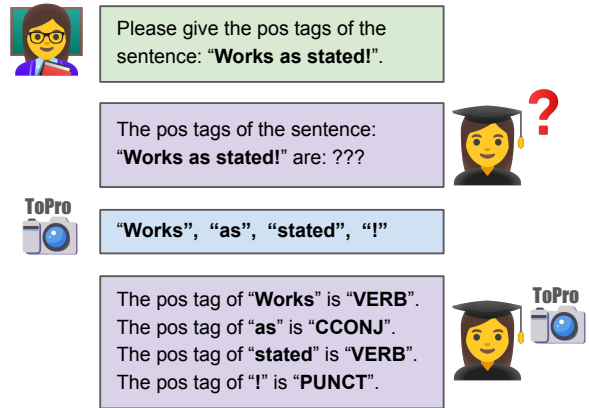 Please give the pos tags of the
sentence: “Works as stated!”.
?
The pos tags of the sentence:
“Works as stated!” are: ???
ToPro
“Works”, “as”, “stated”, “!”
The pos tag of “Works” is “VERB”.
The pos tag of “as” is “CCONJ”.
The pos tag of “stated” is “VERB”.
The pos tag of “!” is “PUNCT”.
ToPro